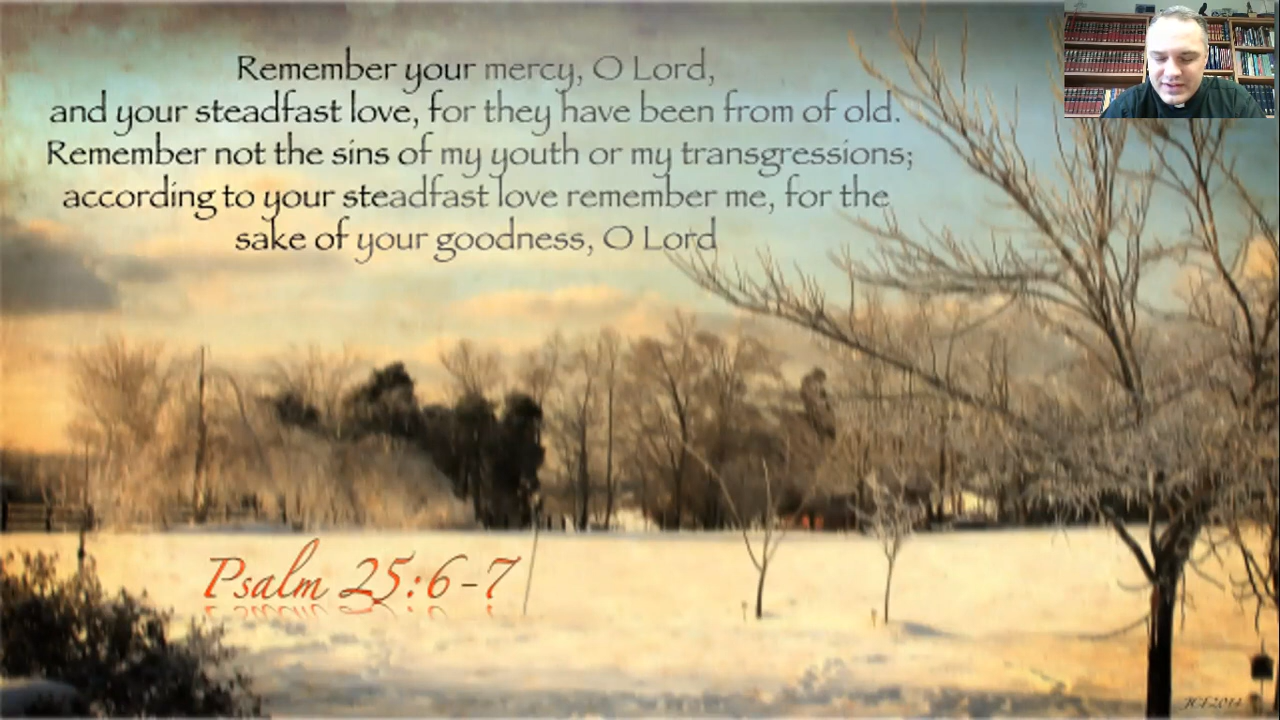 Remember your mercy, O Lord,
and your steadfast love, for they have been from of old.
Remember not the sins of my youth or my transgressions;
according to your steadfast love remember me, for the
sake of your goodness, O Lord
Psalm 25:6-7